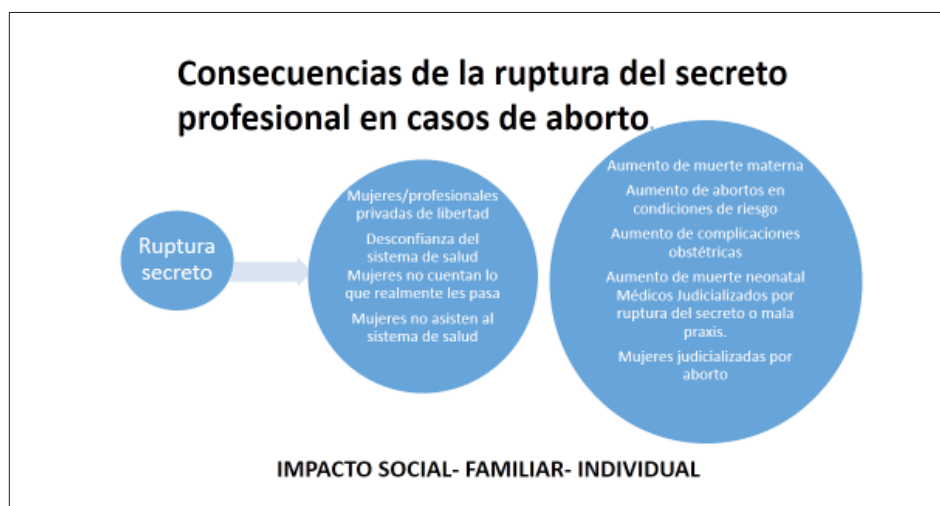 Consecuencias de la ruptura del secreto
profesional en casos de aborto.
Ruptura
secreto
Mujeres/profesionales
privadas de libertad
Desconfianza del
sistema de salud
Mujeres no cuentan lo
que realmente les pasa
Mujeres no asisten al
sistema de salud
Aumento de muerte materna
Aumento de abortos en
condiciones de riesgo
Aumento de complicaciones
obstétricas
Aumento de muerte neonatal
Médicos Judicializados por
ruptura del secreto o mala
praxis.
Mujeres judicializadas por
aborto
IMPACTO SOCIAL- FAMILIAR- INDIVIDUAL